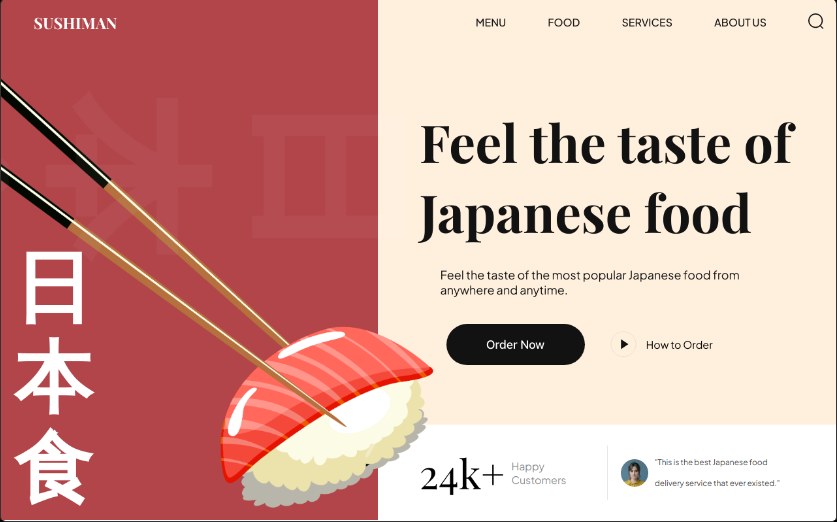 SUSHIMAN
MENU FOOD SERVICES ABOUT US
本日
日
本
食
Feel the taste of
Japanese food
Feel the taste of the most popular Japanese food from
anywhere and anytime.
Order Now
How to Order
24k+
Happy
Customers
"This is the best Japanese food
delivery service that ever existed."